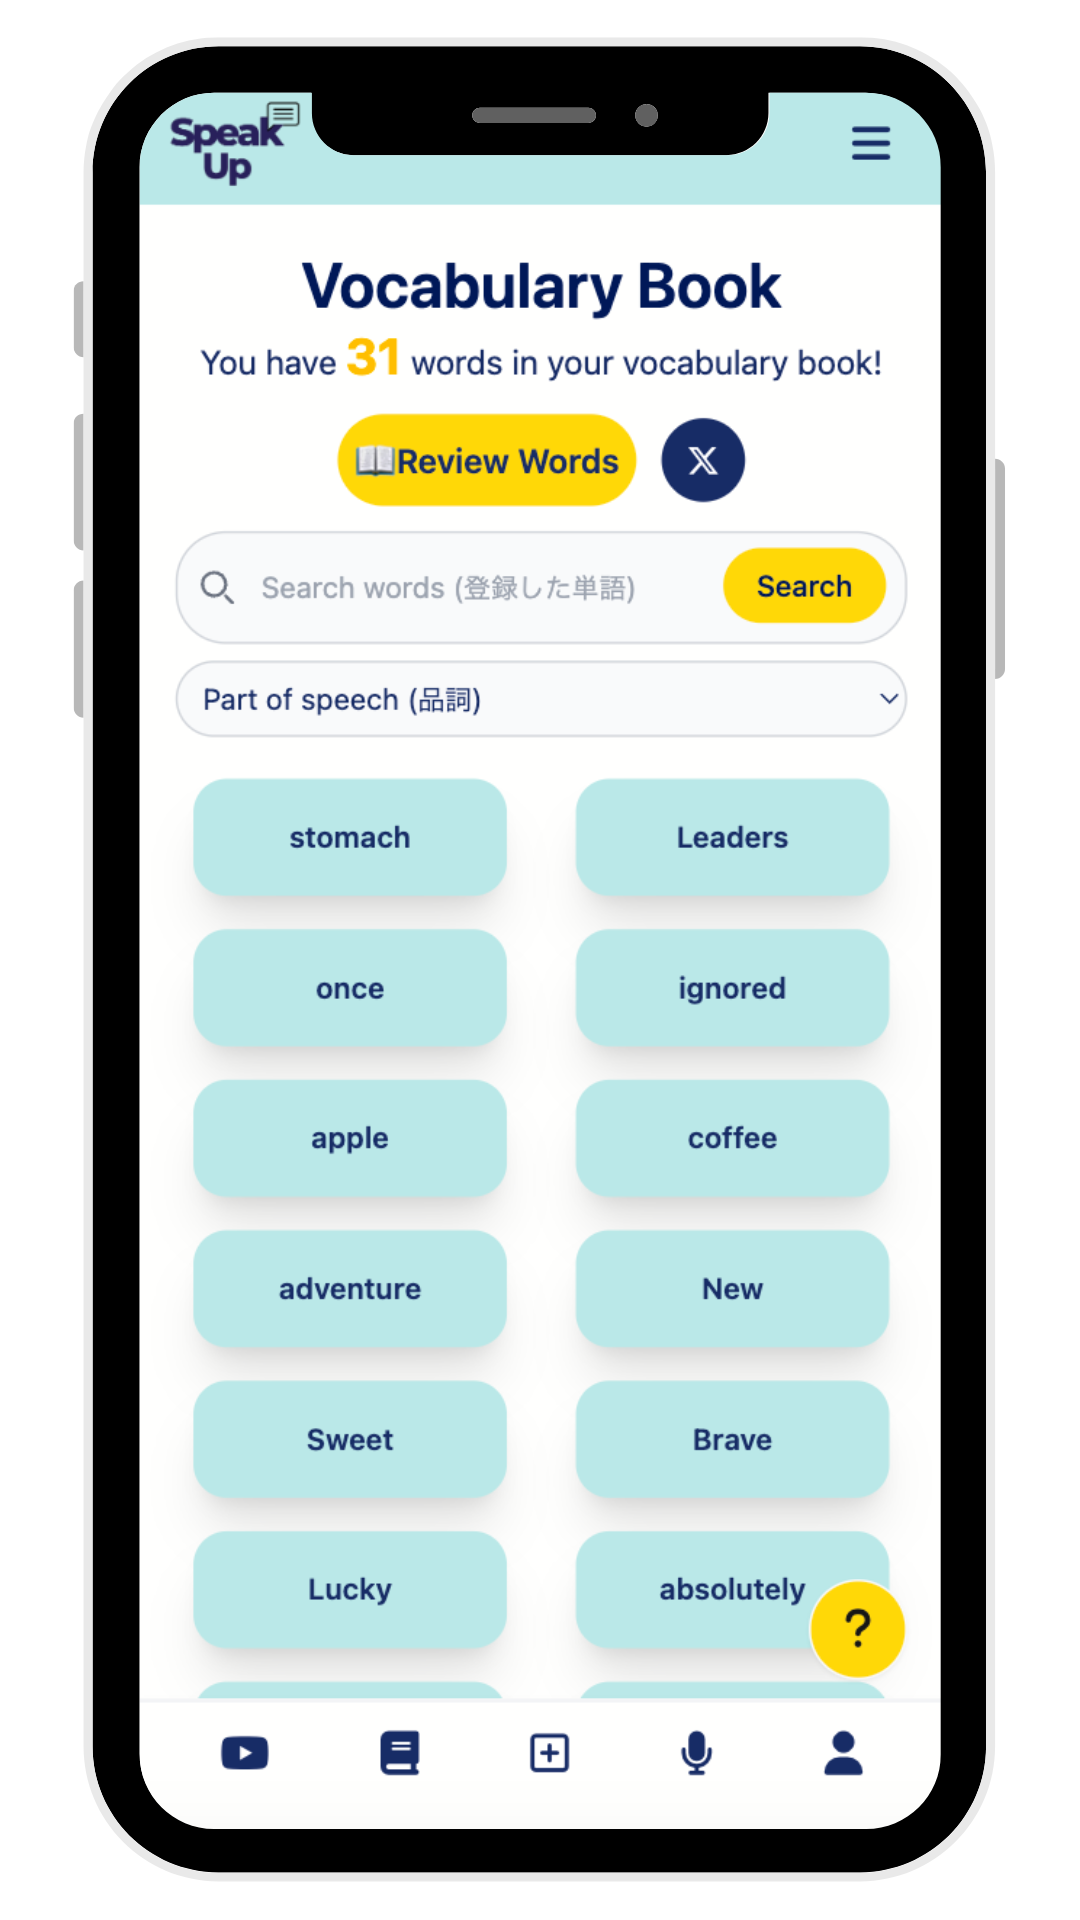 Speak
Up
Vocabulary Book
You have 31 words in your vocabulary book!
📖Review Words
X
Search words (登録した単語)
Search
Part of speech (品詞)
stomach
Leaders
once
ignored
apple
coffee
adventure
New
Sweet
Brave
Lucky
absolutely
?